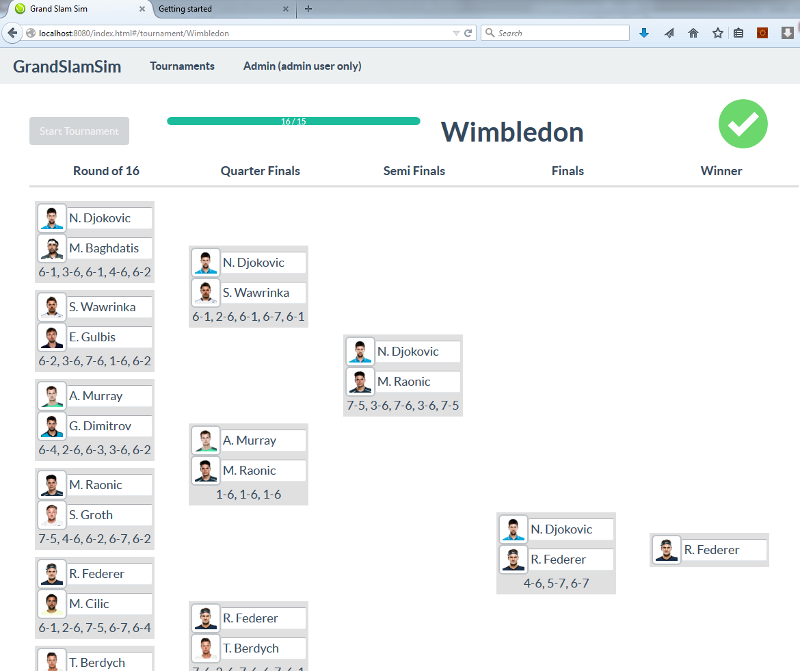 Grand Slam Sim
Getting started
localhost:8080/index.html#/tournament/Wimbledon
Search
GrandSlamSim
Tournaments
Admin (admin user only)
Start Tournament
16 / 15
Wimbledon
Round of 16
Quarter Finals
Semi Finals
Finals
Winner
N. Djokovic
M. Baghdatis
6-1, 3-6, 6-1, 4-6, 6-2
S. Wawrinka
E. Gulbis
6-2, 3-6, 7-6, 1-6, 6-2
A. Murray
G. Dimitrov
6-4, 2-6, 6-3, 3-6, 6-2
M. Raonic
S. Groth
7-5, 4-6, 6-2, 6-7, 6-2
R. Federer
M. Cilic
6-1, 2-6, 7-5, 6-7, 6-4
T. Berdych
N. Djokovic
S. Wawrinka
6-1, 2-6, 6-1, 6-7, 6-1
A. Murray
M. Raonic
1-6, 1-6, 1-6
R. Federer
T. Berdych
N. Djokovic
M. Raonic
7-5, 3-6, 7-6, 3-6, 7-5
N. Djokovic
R. Federer
4-6, 5-7, 6-7
R. Federer